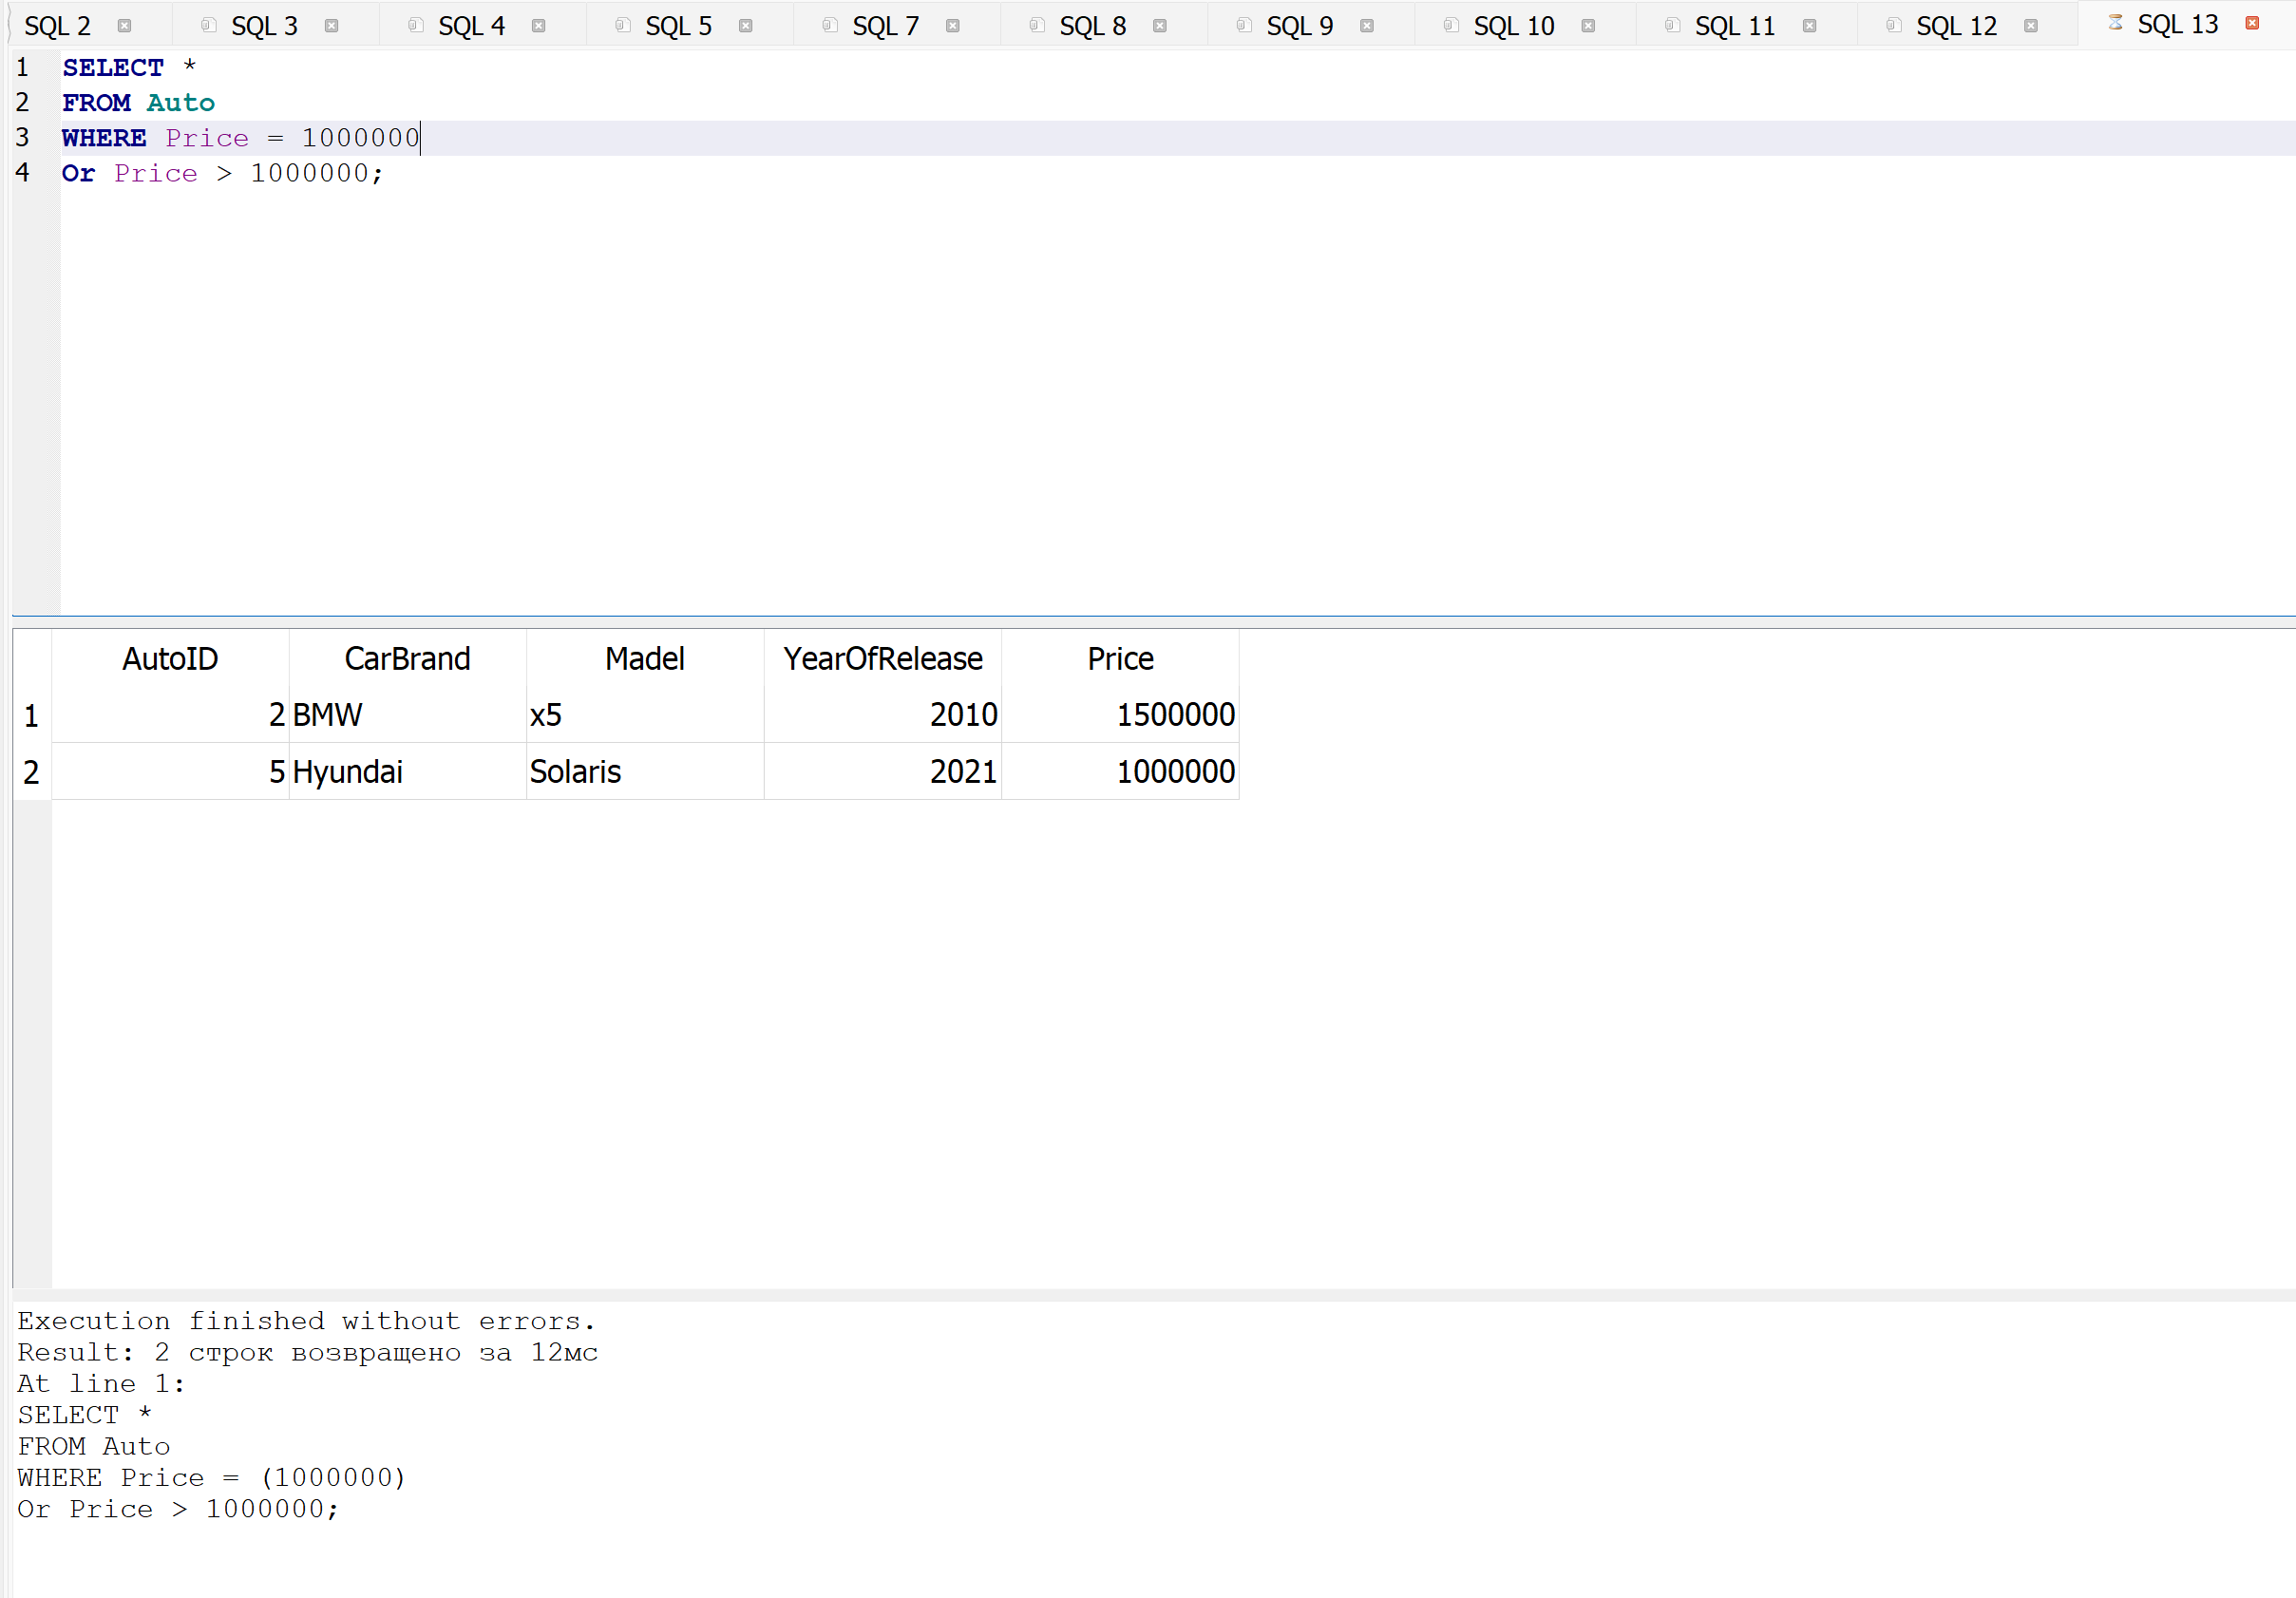 SQL 2 SQL 3 SQL 4 SQL 5 SQL 7 SQL 8 SQL 9 SQL 10 SQL 11 SQL 12 SQL 13
1 SELECT *
2 FROM Auto
3 WHERE Price = 1000000
4 Or Price > 1000000;
AutoID CarBrand Madel YearOfRelease Price
1 2 BMW x5 2010 1500000
2 5 Hyundai Solaris 2021 1000000
Execution finished without errors.
Result: 2 строк возвращено за 12мс
At line 1:
SELECT *
FROM Auto
WHERE Price = (1000000)
Or Price > 1000000;